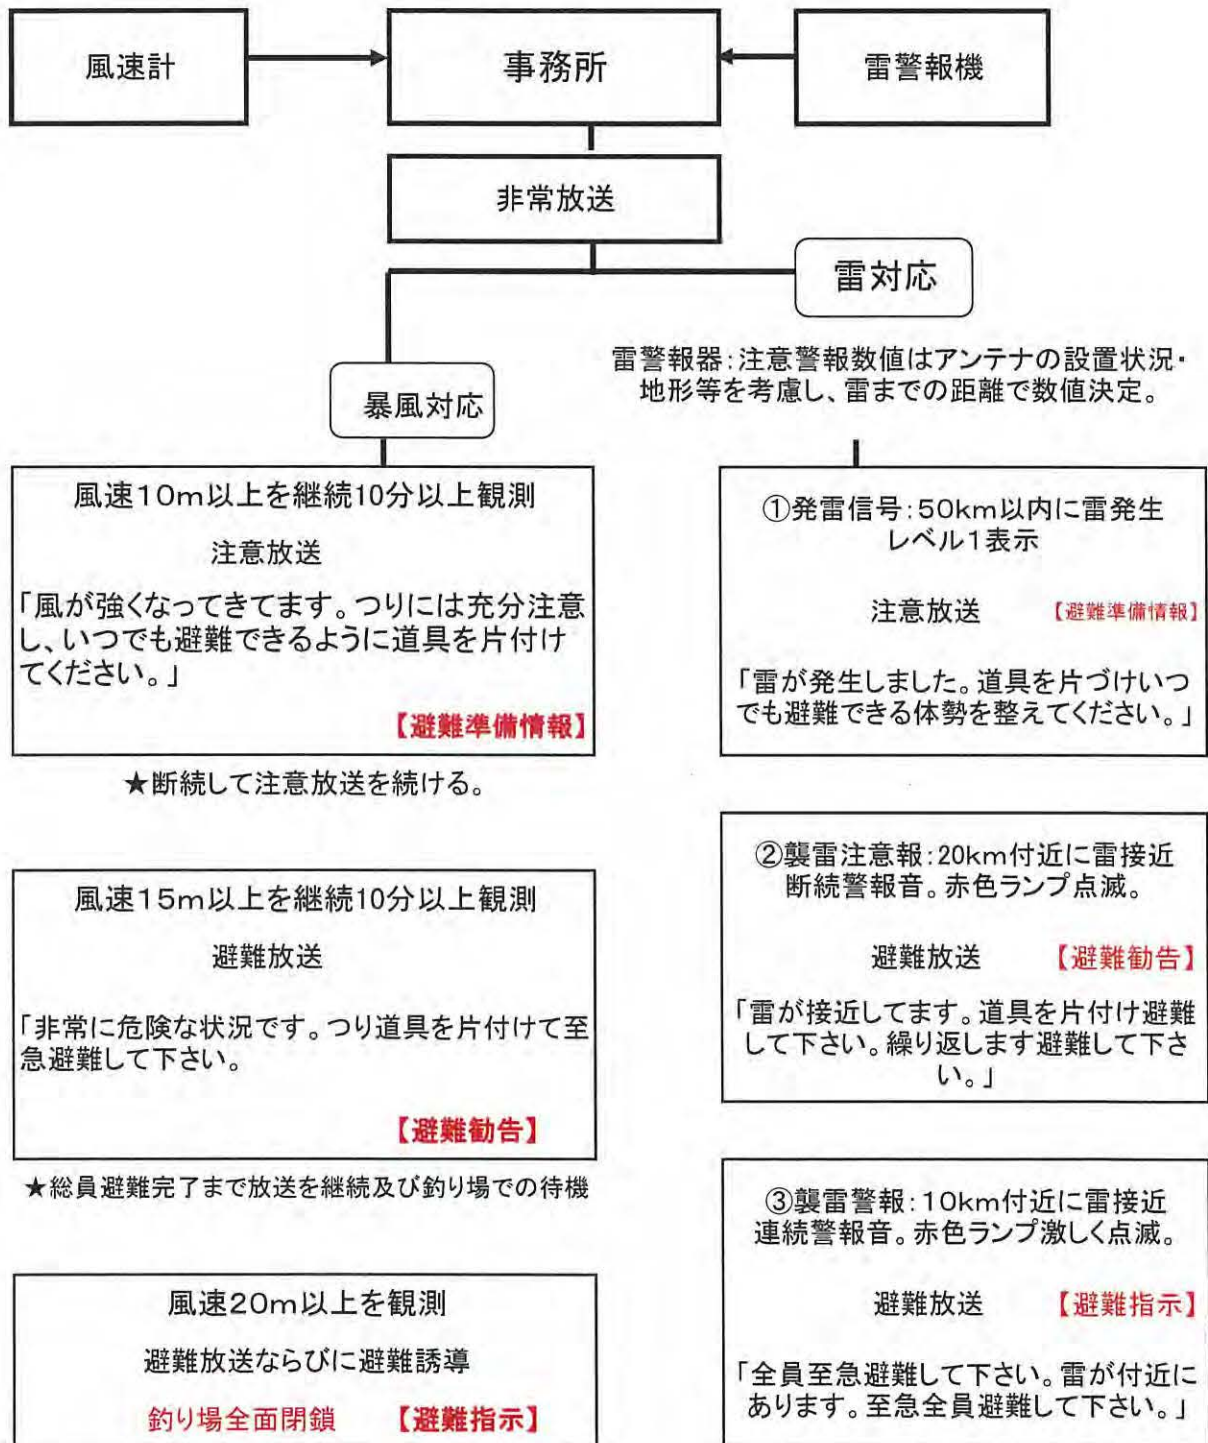 風速計
事務所
雷警報機
非常放送
雷対応
雷警報器:注意警報数値はアンテナの設置状況・
地形等を考慮し、雷までの距離で数値決定。
暴風対応
風速10m以上を継続10分以上観測
注意放送
「風が強くなってきてます。つりには充分注意
し、いつでも避難できるように道具を片付け
てください。」
【避難準備情報】
★断続して注意放送を続ける。
風速15m以上を継続10分以上観測
避難放送
「非常に危険な状況です。つり道具を片付けて至
急避難して下さい。
【避難勧告】
★総員避難完了まで放送を継続及び釣り場での待機
風速20m以上を観測
避難放送ならびに避難誘導
釣り場全面閉鎖 【避難指示】
①発雷信号:50km以内に雷発生
レベル1表示
注意放送 【避難準備情報】
「雷が発生しました。道具を片づけいつ
でも避難できる体勢を整えてください。」
②襲雷注意報:20km付近に雷接近
断続警報音。赤色ランプ点滅。
避難放送 【避難勧告】
「雷が接近してます。道具を片付け避難
して下さい。繰り返します避難して下さ
い。」
③襲雷警報:10km付近に雷接近
連続警報音。赤色ランプ激しく点滅。
避難放送 【避難指示】
「全員至急避難して下さい。雷が付近に
あります。至急全員避難して下さい。」